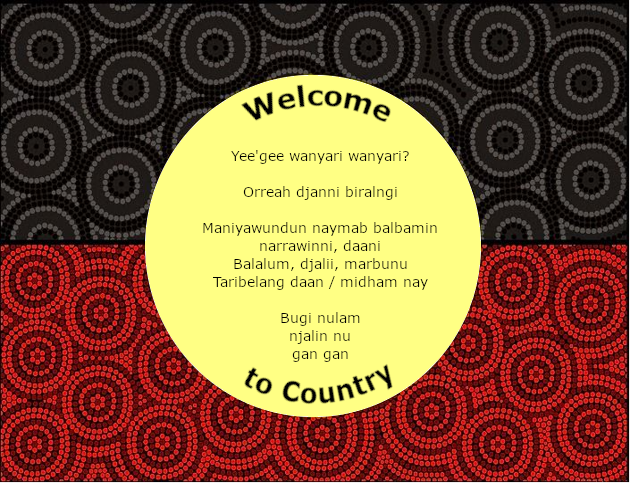 Welcome
Yee'gee wanyari wanyari?
Orreah djanni biralngi
Maniyawundun naymab balbamin
narrawinni, daani
Balalum, djalii, marbunu
Taribelang daan / midham nay
Bugi nulam
njalin nu
gan gan
to Country